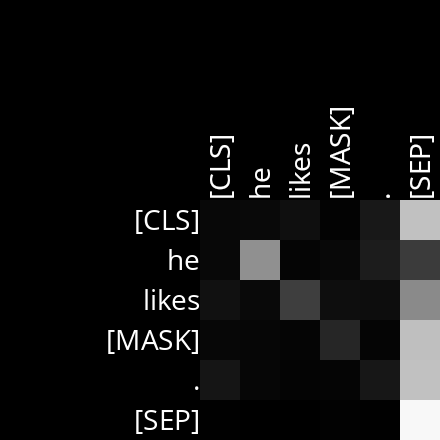 [CLS] he likes [MASK] . [SEP]
[CLS]
he
likes
[MASK]
.
[SEP]